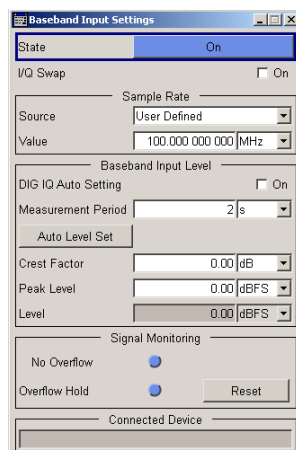 Baseband Input Settings
State On
I/Q Swap On
Sample Rate
Source User Defined
Value 100.000 000 000 MHz
Baseband Input Level
DIG IQ Auto Setting On
Measurement Period 2 s
Auto Level Set
Crest Factor 0.00 dB
Peak Level 0.00 dBFS
Level 0.00 dBFS
Signal Monitoring
No Overflow
Overflow Hold Reset
Connected Device